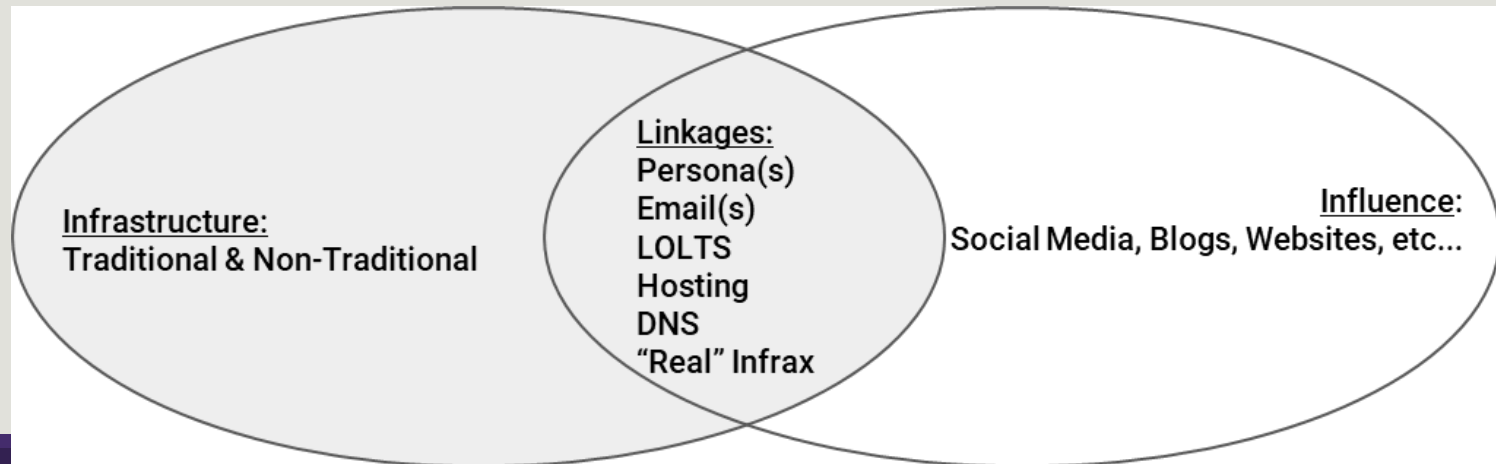 Infrastructure:
Traditional & Non-Traditional
Linkages:
Persona(s)
Email(s)
LOLTS
Hosting
DNS
“Real” Infrax
Influence:
Social Media, Blogs, Websites, etc...